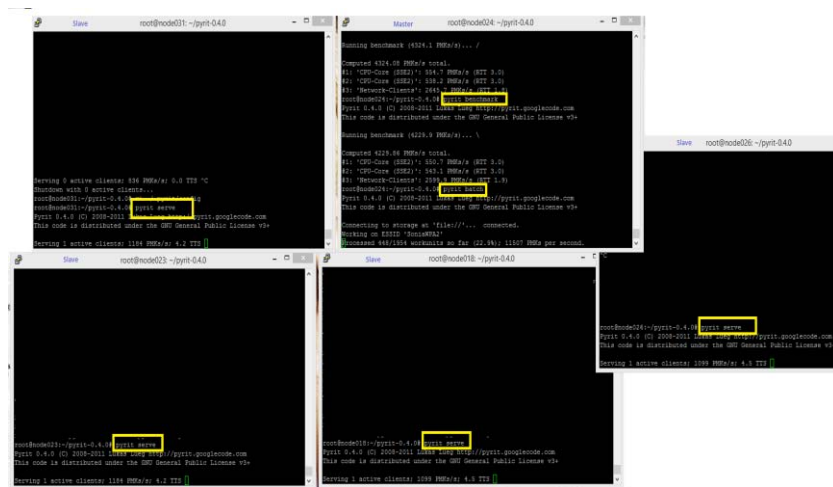 Slave root@node031: ~/pyrit-0.4.0
Serving 0 active clients; 836 PMKs/s; 0.0 TTS ^C
Shutdown with 0 active clients...
root@node031:~/pyrit-0.4.0# pyrit serve
Pyrit 0.4.0 (C) 2008-2011 Lukas Lueg http://pyrit.googlecode.com
This code is distributed under the GNU General Public License v3+
Serving 1 active clients; 1184 PMKs/s; 4.2 TTS
Master root@node024: ~/pyrit-0.4.0
Running benchmark (4324.1 PMKs/s)... /
Computed 4324.08 PMKs/s total.
#1: 'CPU-Core (SSE2)': 554.7 PMKs/s (RTT 3.0)
#2: 'CPU-Core (SSE2)': 538.2 PMKs/s (RTT 3.0)
#3: 'Network-Clients': 2645.7 PMKs/s (RTT 1.8)
root@node024:~/pyrit-0.4.0# pyrit benchmark
Pyrit 0.4.0 (C) 2008-2011 Lukas Lueg http://pyrit.googlecode.com
This code is distributed under the GNU General Public License v3+
Running benchmark (4229.9 PMKs/s)... \
Computed 4229.86 PMKs/s total.
#1: 'CPU-Core (SSE2)': 550.7 PMKs/s (RTT 3.0)
#2: 'CPU-Core (SSE2)': 543.1 PMKs/s (RTT 3.0)
#3: 'Network-Clients': 2599.9 PMKs/s (RTT 1.9)
root@node024:~/pyrit-0.4.0# pyrit batch
Pyrit 0.4.0 (C) 2008-2011 Lukas Lueg http://pyrit.googlecode.com
This code is distributed under the GNU General Public License v3+
Connecting to storage at 'file://'... connected.
Working on ESSID 'SonisWPA2'
Processed 448/1954 workunits so far (22.9%); 11507 PMKs per second.
Slave root@node026: ~/pyrit-0.4.0
^C
root@node026:~/pyrit-0.4.0# pyrit serve
Pyrit 0.4.0 (C) 2008-2011 Lukas Lueg http://pyrit.googlecode.com
This code is distributed under the GNU General Public License v3+
Serving 1 active clients; 1099 PMKs/s; 4.5 TTS
Slave root@node023: ~/pyrit-0.4.0
root@node023:~/pyrit-0.4.0# pyrit serve
Pyrit 0.4.0 (C) 2008-2011 Lukas Lueg http://pyrit.googlecode.com
This code is distributed under the GNU General Public License v3+
Serving 1 active clients; 1184 PMKs/s; 4.2 TTS
Slave root@node018: ~/pyrit-0.4.0
root@node018:~/pyrit-0.4.0# pyrit serve
Pyrit 0.4.0 (C) 2008-2011 Lukas Lueg http://pyrit.googlecode.com
This code is distributed under the GNU General Public License v3+
Serving 1 active clients; 1099 PMKs/s; 4.5 TTS